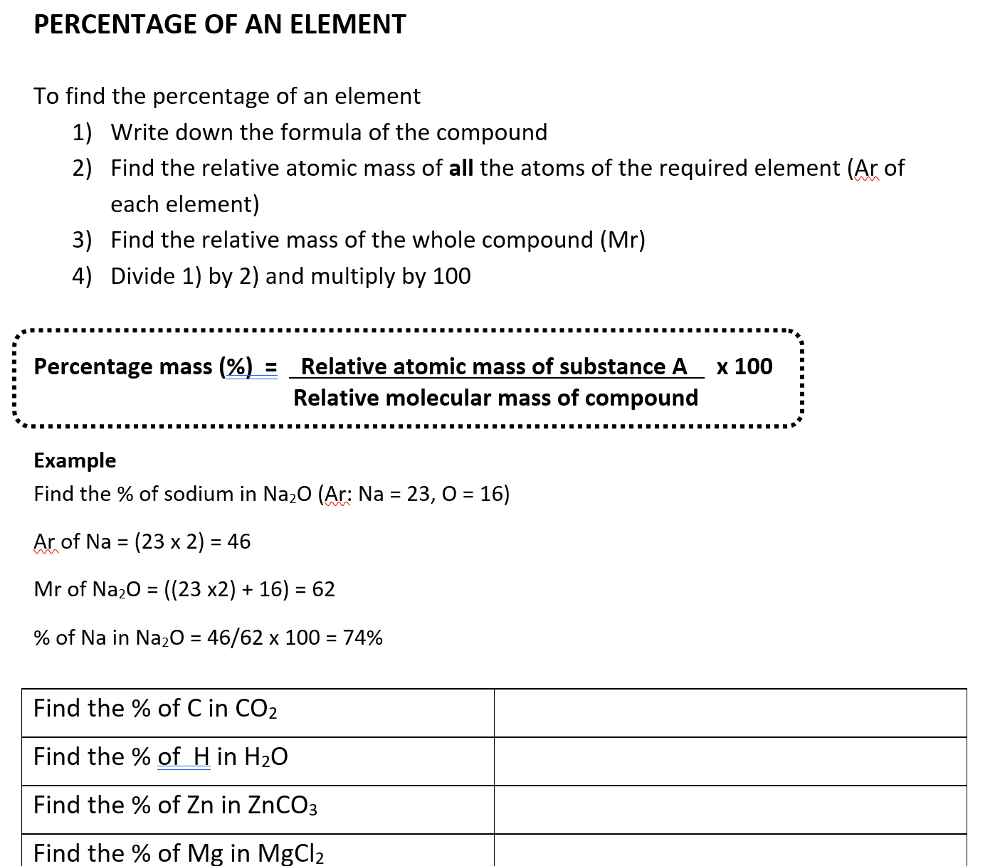 PERCENTAGE OF AN ELEMENT
To find the percentage of an element
1) Write down the formula of the compound
2) Find the relative atomic mass of all the atoms of the required element (Ar of
each element)
3) Find the relative mass of the whole compound (Mr)
4) Divide 1) by 2) and multiply by 100
Percentage mass (%) = Relative atomic mass of substance A x 100
Relative molecular mass of compound
Example
Find the % of sodium in Na₂O (Ar: Na = 23, O = 16)
Ar of Na = (23 x 2) = 46
Mr of Na₂O = ((23 x2) + 16) = 62
% of Na in Na₂O = 46/62 x 100 = 74%
Find the % of C in CO₂
Find the % of H in H₂O
Find the % of Zn in ZnCO₃
Find the % of Mg in MgCl₂